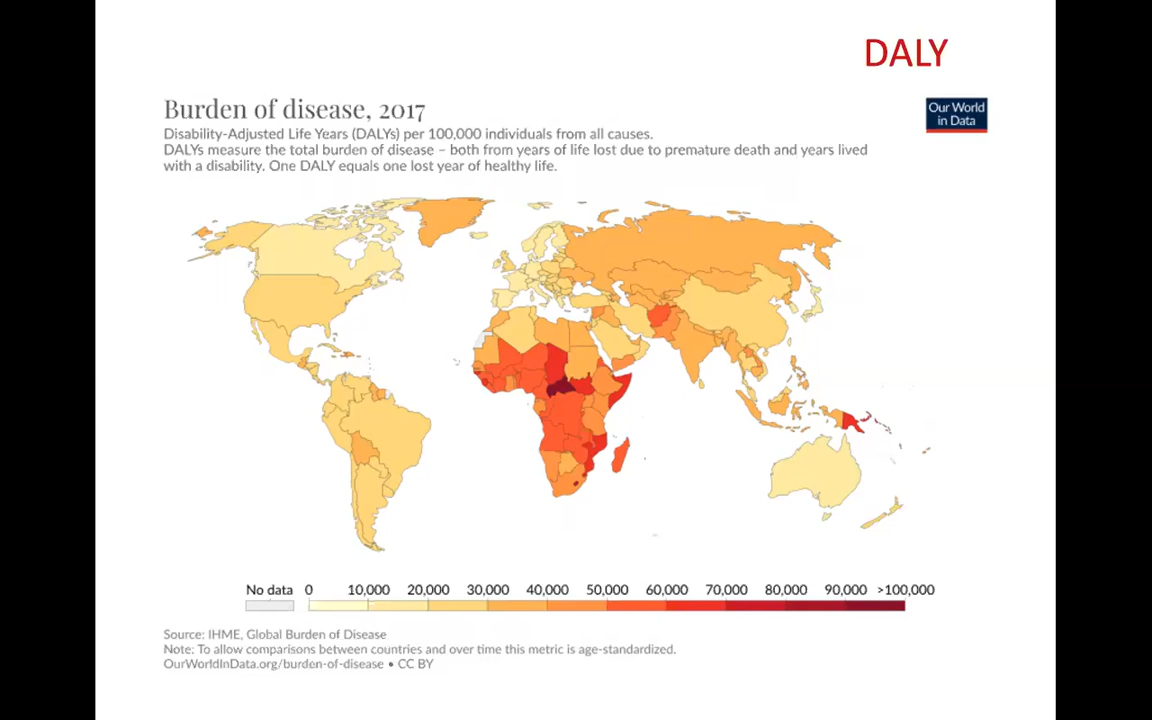 DALY
Burden of disease, 2017
Our World
in Data
Disability-Adjusted Life Years (DALYs) per 100,000 individuals from all causes.
DALYs measure the total burden of disease – both from years of life lost due to premature death and years lived
with a disability. One DALY equals one lost year of healthy life.
No data 0 10,000 20,000 30,000 40,000 50,000 60,000 70,000 80,000 90,000 >100,000
Source: IHME, Global Burden of Disease
Note: To allow comparisons between countries and over time this metric is age-standardized.
OurWorldInData.org/burden-of-disease • CC BY